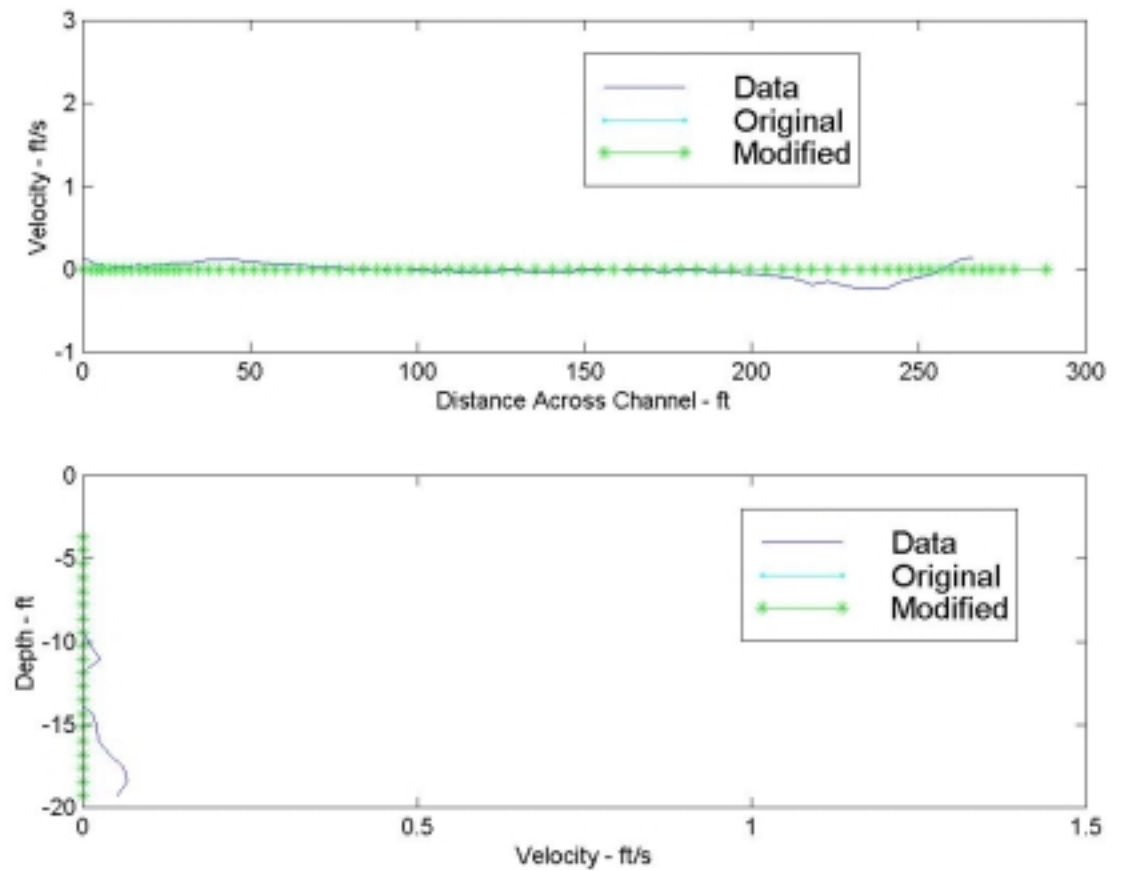 3
2
1
0
-1
Velocity - ft/s
Data
Original
Modified
0
50
100
150
200
250
300
Distance Across Channel - ft
0
-5
-10
-15
-20
Depth - ft
Data
Original
Modified
0
0.5
1
1.5
Velocity - ft/s